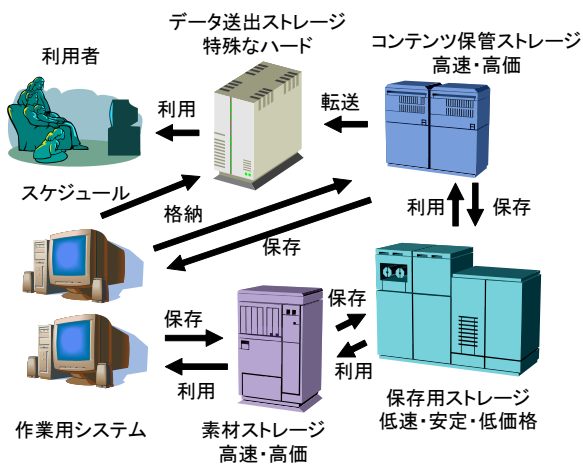 データ送出ストレージ
特殊なハード
コンテンツ保管ストレージ
高速・高価
利用者
利用
転送
スケジュール
格納
保存
利用
保存
保存
利用
保存
利用
作業用システム
素材ストレージ
高速・高価
保存用ストレージ
低速・安定・低価格